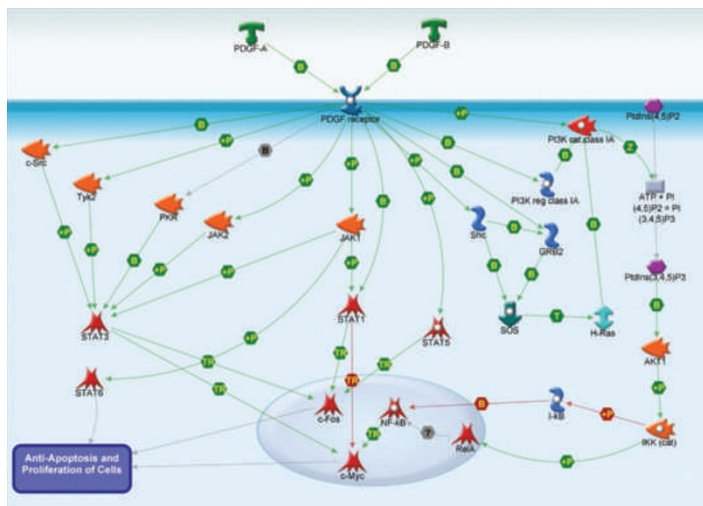 PDGF-A
PDGF-B
B
B
PDGF receptor
+P
PtdIns(4,5)P2
B
+P
B
+P
+P
B
+P
B
B
B
PI3K cat class IA
Z
c-Src
Tyk2
PKR
JAK2
JAK1
PI3K reg class IA
ATP + PI
(4,5)P2 = PI
(3,4,5)P3
Shc
B
GRB2
B
+P
+P
B
+P
+P
+P
B
B
PtdIns(3,4,5)P3
B
STAT3
STAT1
STAT5
SOS
T
H-Ras
+P
AKT1
TR
TR
TR
TR
TR
+P
STAT6
c-Fos
NF-kB
B
I-kB
+P
IKK (cat)
TR
?
RelA
+P
c-Myc
Anti-Apoptosis and
Proliferation of Cells